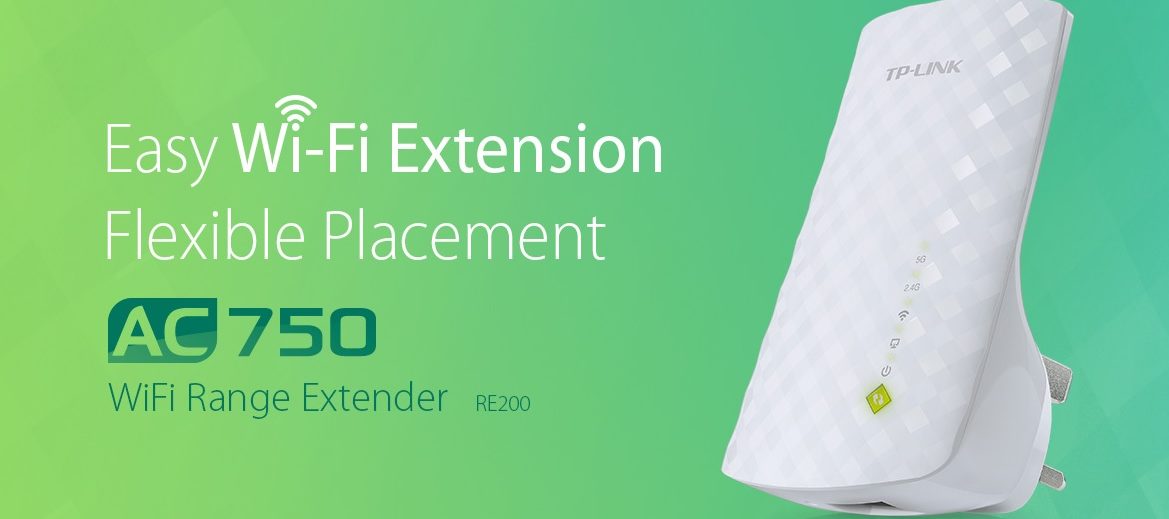 Easy Wi-Fi Extension
Flexible Placement
AC750
WiFi Range Extender RE200
TP-LINK
5G
2.4G